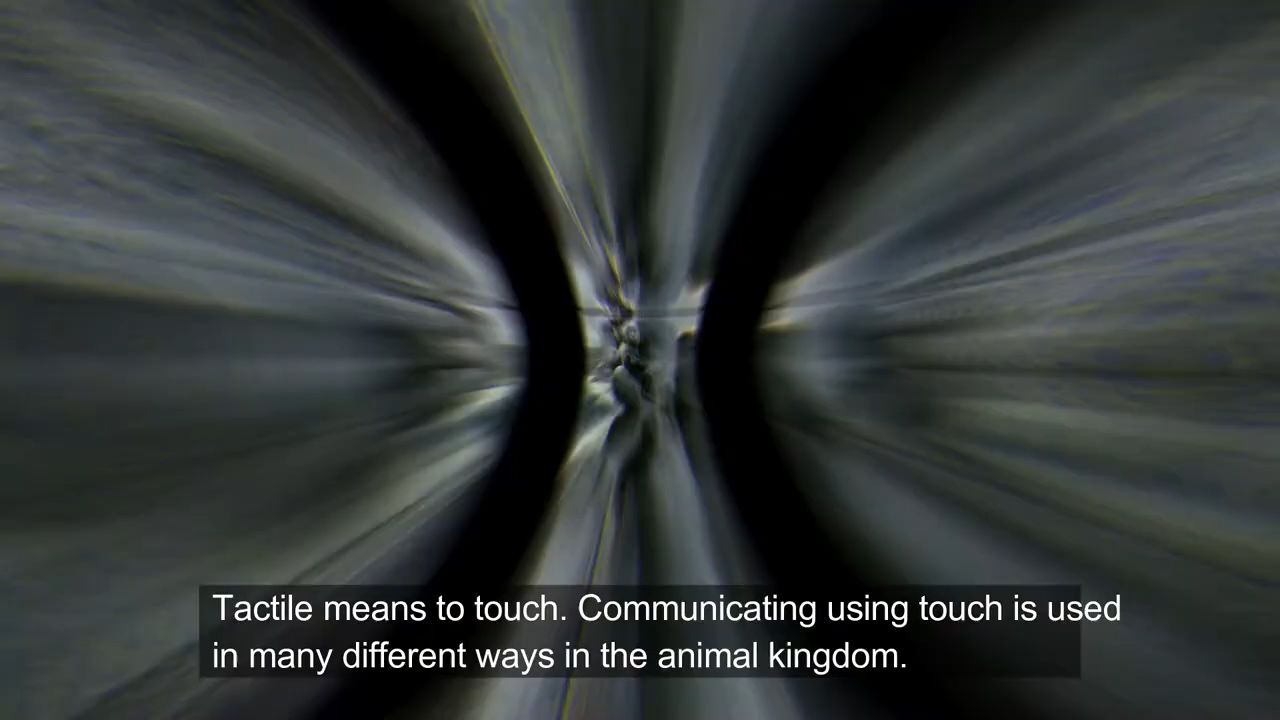 Tactile means to touch. Communicating using touch is used
in many different ways in the animal kingdom.